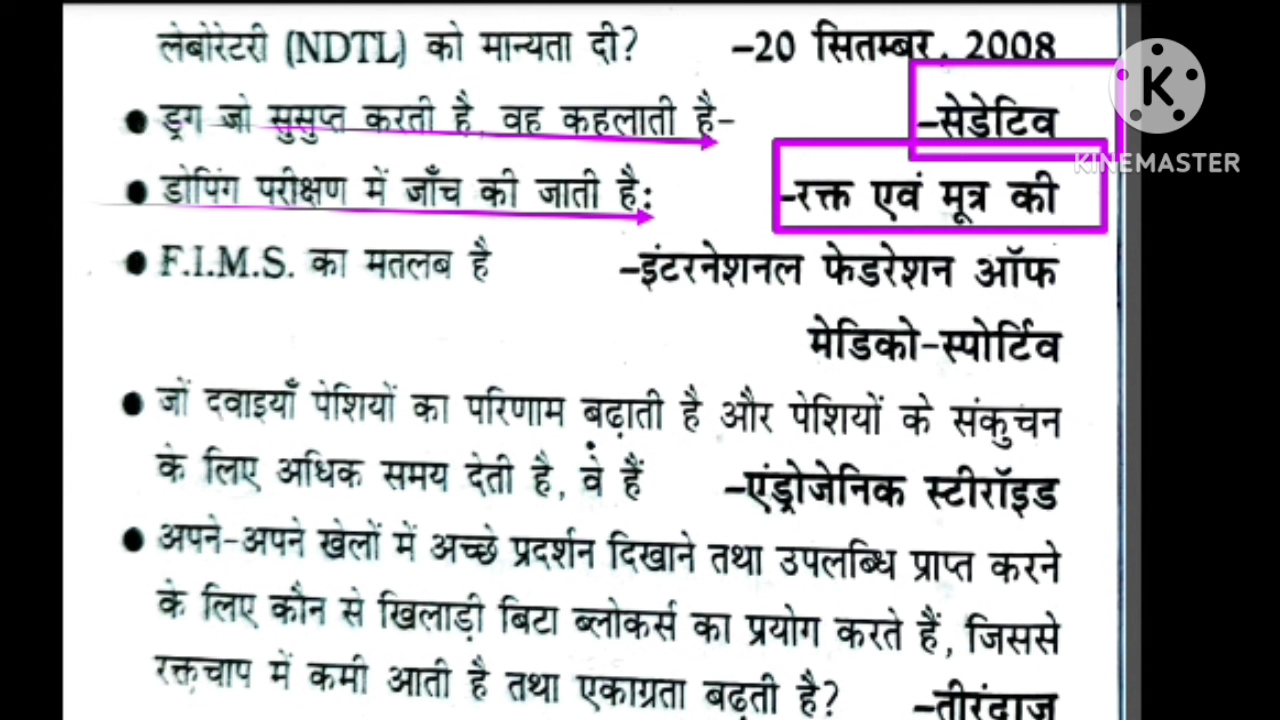 लेबोरेटरी (NDTL) को मान्यता दी? –20 सितम्बर, 2008
● ड्रग जो सुसुप्त करती है, वह कहलाती है– –सेडेटिव
K
KINEMASTER
● डोपिंग परीक्षण में जाँच की जाती है: –रक्त एवं मूत्र की
● F.I.M.S. का मतलब है –इंटरनेशनल फेडरेशन ऑफ
मेडिको-स्पोर्टिव
● जों दवाइयाँ पेशियों का परिणाम बढ़ाती है और पेशियों के संकुचन
के लिए अधिक समय देती है, वे हैं –एंड्रोजेनिक स्टीरॉइड
● अपने-अपने खेलों में अच्छे प्रदर्शन दिखाने तथा उपलब्धि प्राप्त करने
के लिए कौन से खिलाड़ी बिटा ब्लोकर्स का प्रयोग करते हैं, जिससे
रक्तचाप में कमी आती है तथा एकाग्रता बढ़ती है? –तीरंदाज